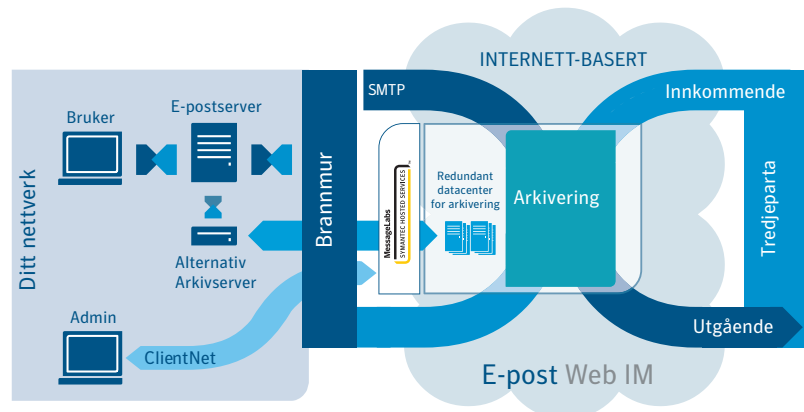 INTERNETT-BASERT
SMTP
Innkommende
E-postserver
Bruker
Ditt nettverk
Brannmur
MessageLabs
SYMANTEC HOSTED SERVICES
™
Redundant
datacenter
for arkivering
Arkivering
Tredjeparta
Alternativ
Arkivserver
Admin
ClientNet
Utgående
E-post Web IM